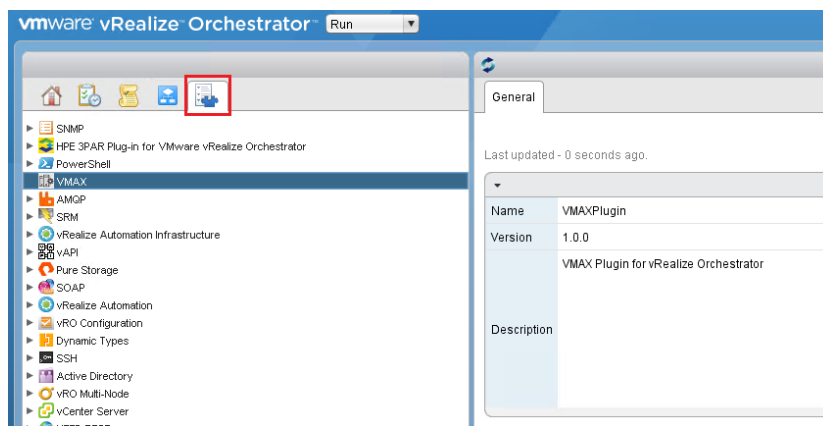 vmware vRealize Orchestrator Run
General
SNMP
HPE 3PAR Plug-in for VMware vRealize Orchestrator
PowerShell
VMAX
AMQP
SRM
vRealize Automation Infrastructure
vAPI
Pure Storage
SOAP
vRealize Automation
vRO Configuration
Dynamic Types
SSH
Active Directory
vRO Multi-Node
vCenter Server
Last updated - 0 seconds ago.
Name VMAXPlugin
Version 1.0.0
VMAX Plugin for vRealize Orchestrator
Description